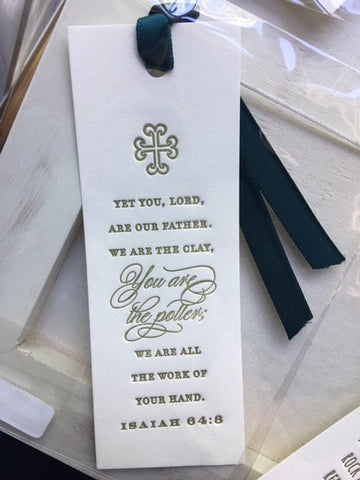 YET YOU, LORD,
ARE OUR FATHER.
WE ARE THE CLAY,
You are
the potter;
WE ARE ALL
THE WORK OF
YOUR HAND.
ISAIAH 64:8
ROCK